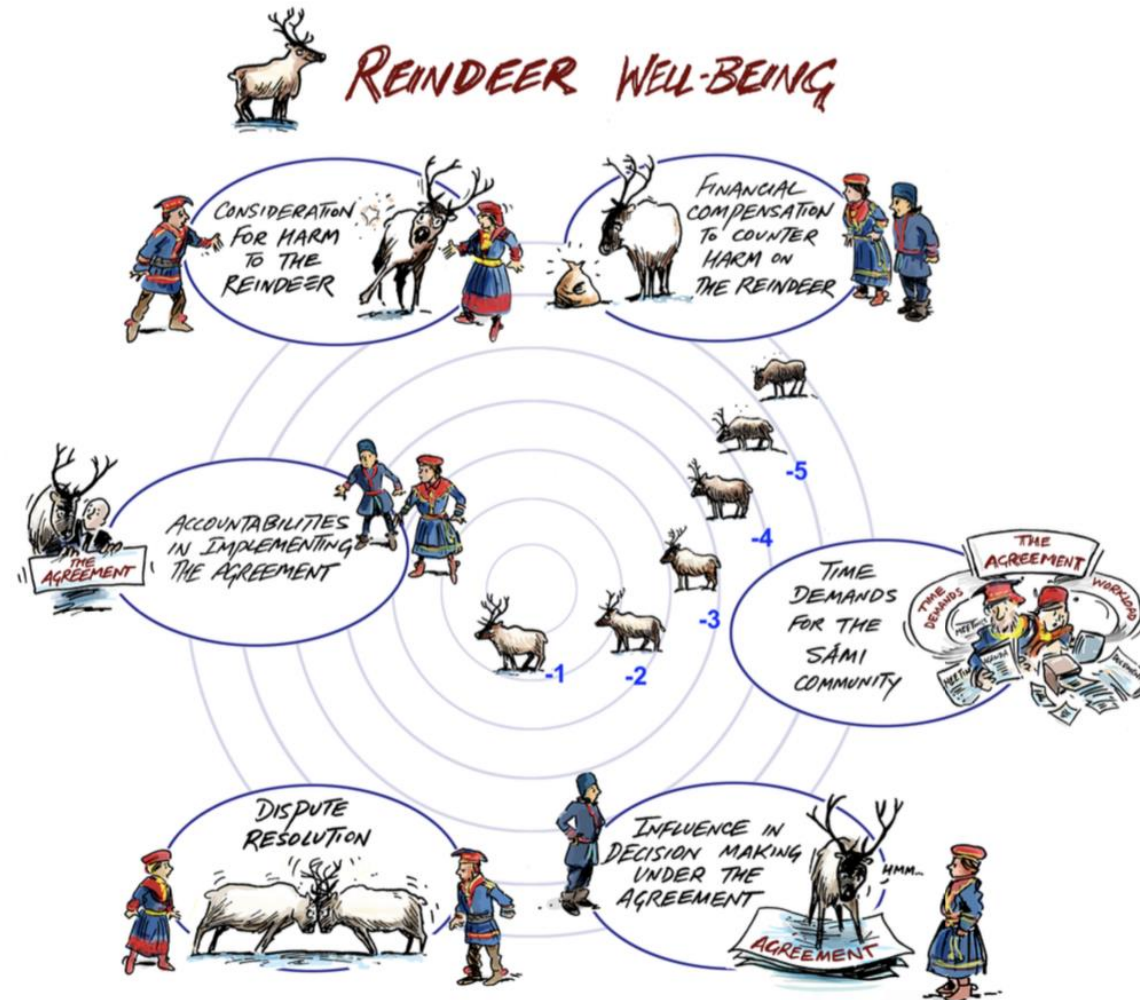 REINDEER WELL-BEING
CONSIDERATION
FOR HARM
TO THE
REINDEER
FINANCIAL
COMPENSATION
TO COUNTER
HARM ON
THE REINDEER
€
ACCOUNTABILITIES
IN IMPLEMENTING
THE AGREEMENT
THE
AGREEMENT
-5
-4
-3
-2
-1
TIME
DEMANDS
FOR THE
SÁMI
COMMUNITY
THE
AGREEMENT
TIME
DEMANDS
WORKLOAD
DISPUTE
RESOLUTION
INFLUENCE IN
DECISION MAKING
UNDER THE
AGREEMENT
HMM...
AGREEMENT